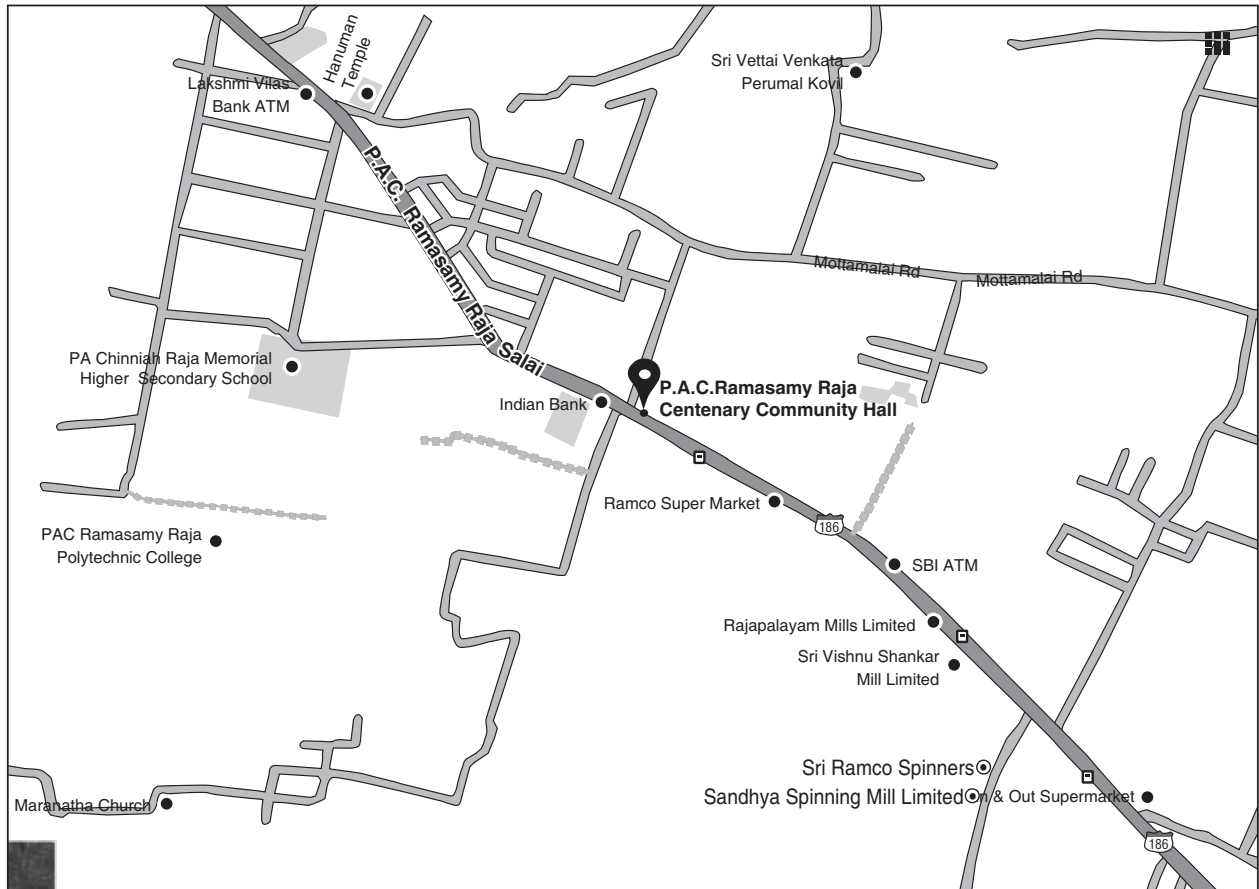 Hanuman
Temple
Sri Vettai Venkata
Perumal Kovil
Lakshmi Vilas
Bank ATM
P.A.C. Ramasamy Raja Salai
Mottamalai Rd
Mottamalai Rd
PA Chinniah Raja Memorial
Higher Secondary School
P.A.C.Ramasamy Raja
Centenary Community Hall
Indian Bank
Ramco Super Market
186
PAC Ramasamy Raja
Polytechnic College
SBI ATM
Rajapalayam Mills Limited
Sri Vishnu Shankar
Mill Limited
Sri Ramco Spinners
Sandhya Spinning Mill Limited
n & Out Supermarket
Maranatha Church
186